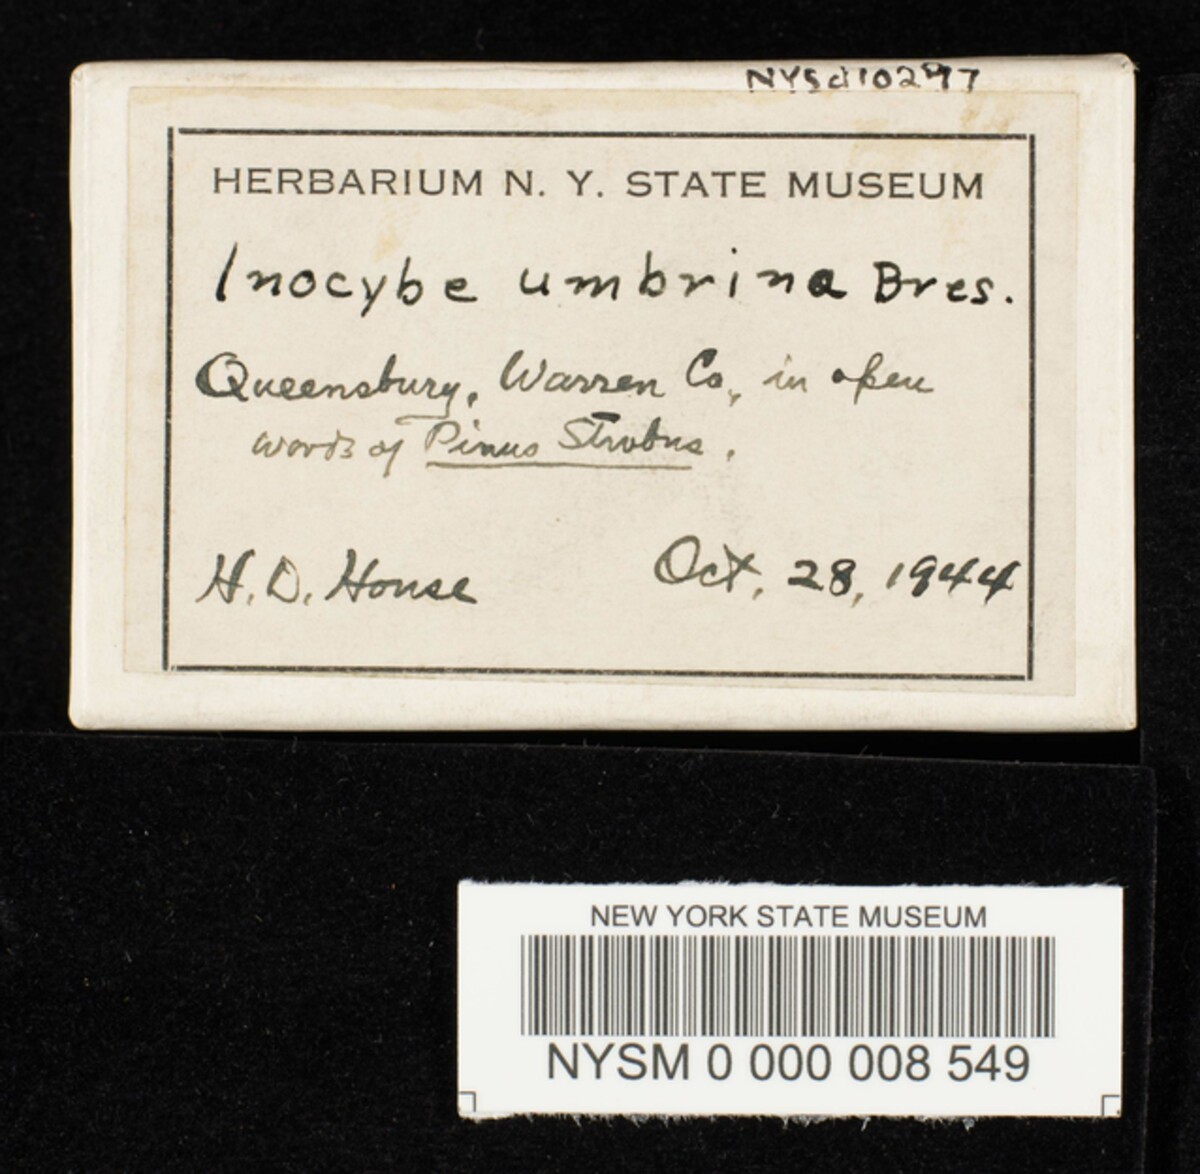 NYSd10297
HERBARIUM N. Y. STATE MUSEUM
Inocybe umbrina Bres.
Queensbury, Warren Co., in open
woods of Pinus Strobus.
H. D. House Oct. 28, 1944
NEW YORK STATE MUSEUM
NYSM 0 000 008 549